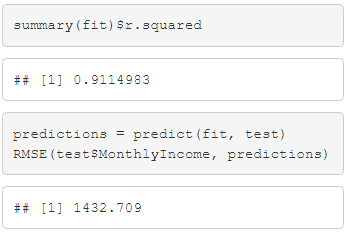 summary(fit)$r.squared
## [1] 0.9114983
predictions = predict(fit, test)
RMSE(test$MonthlyIncome, predictions)
## [1] 1432.709